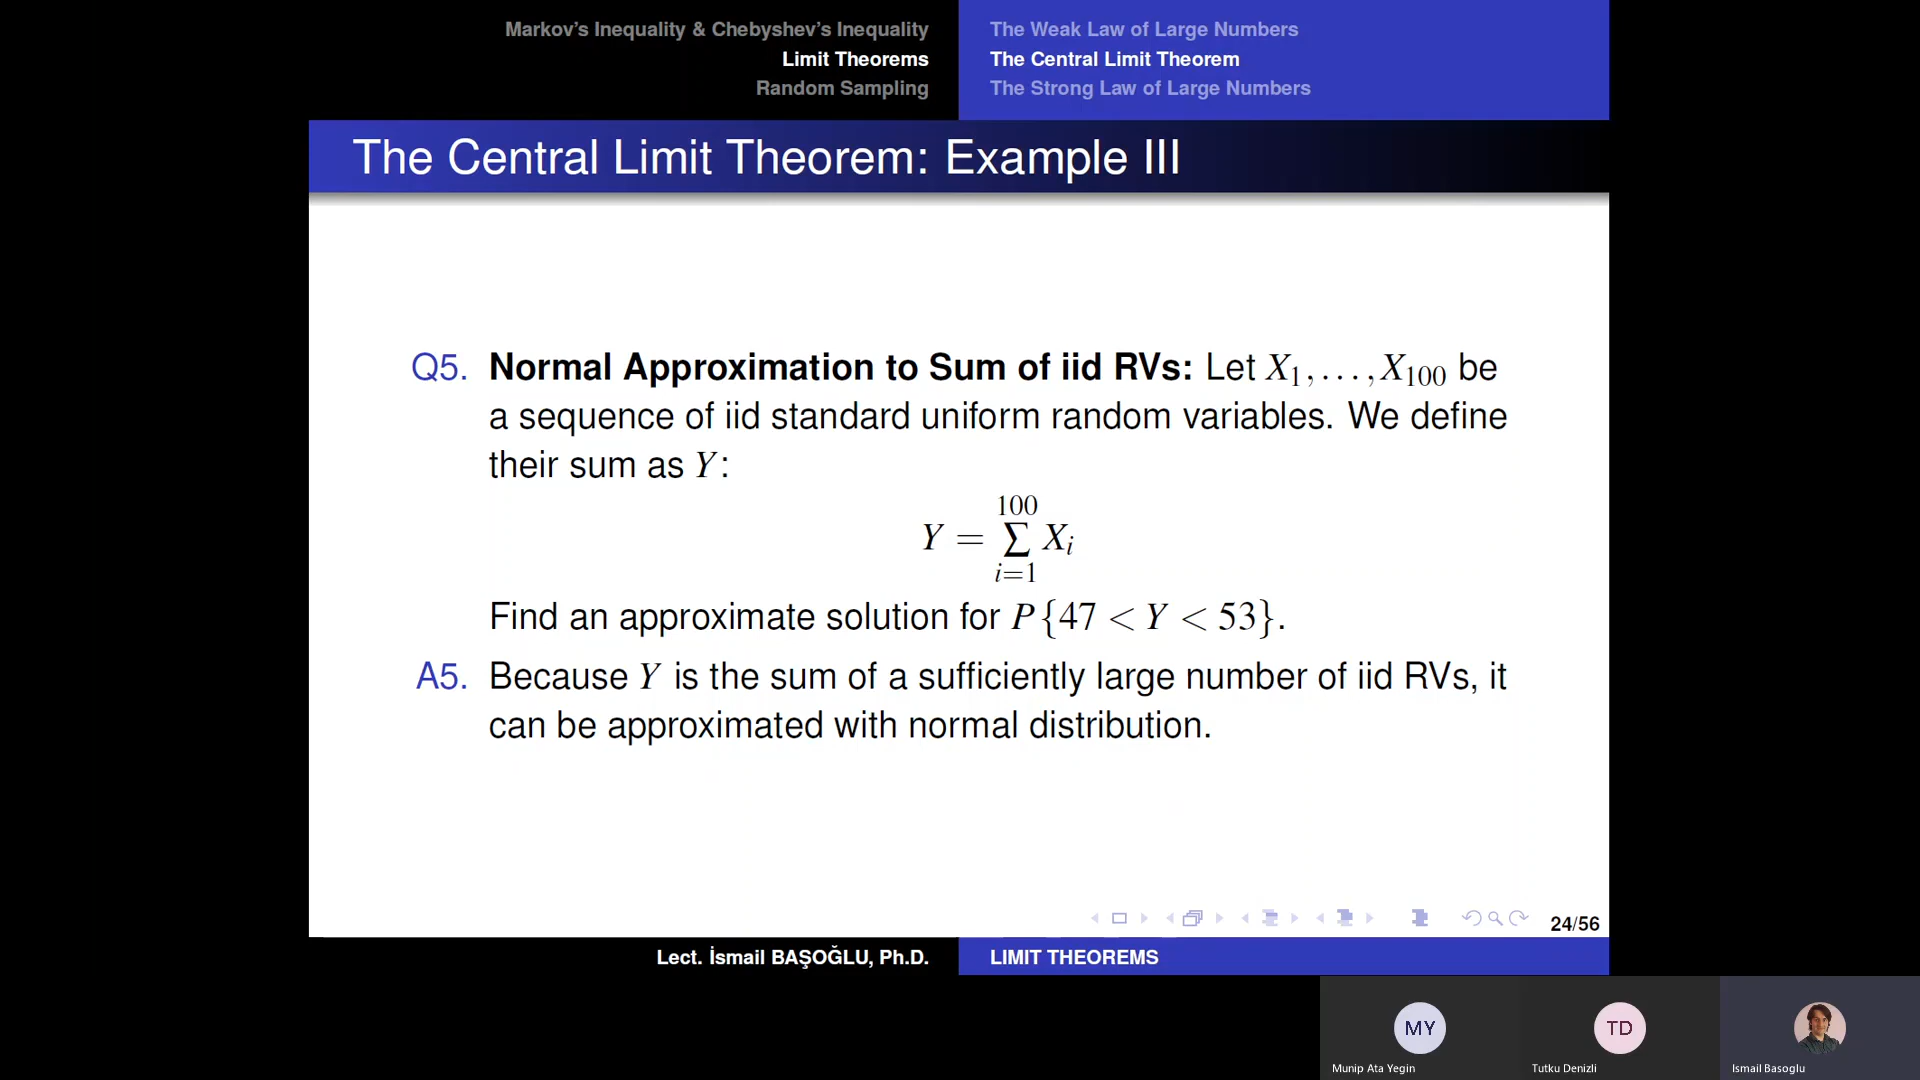 Markov's Inequality & Chebyshev's Inequality
Limit Theorems
Random Sampling
The Weak Law of Large Numbers
The Central Limit Theorem
The Strong Law of Large Numbers
The Central Limit Theorem: Example III
Q5. Normal Approximation to Sum of iid RVs: Let X₁,...,X₁₀₀ be
a sequence of iid standard uniform random variables. We define
their sum as Y:
100
Y = ∑ Xᵢ
i=1
Find an approximate solution for P{47 < Y < 53}.
A5. Because Y is the sum of a sufficiently large number of iid RVs, it
can be approximated with normal distribution.
24/56
Lect. İsmail BAŞOĞLU, Ph.D.
LIMIT THEOREMS
MY
TD
Munip Ata Yegin
Tutku Denizli
Ismail Basoglu